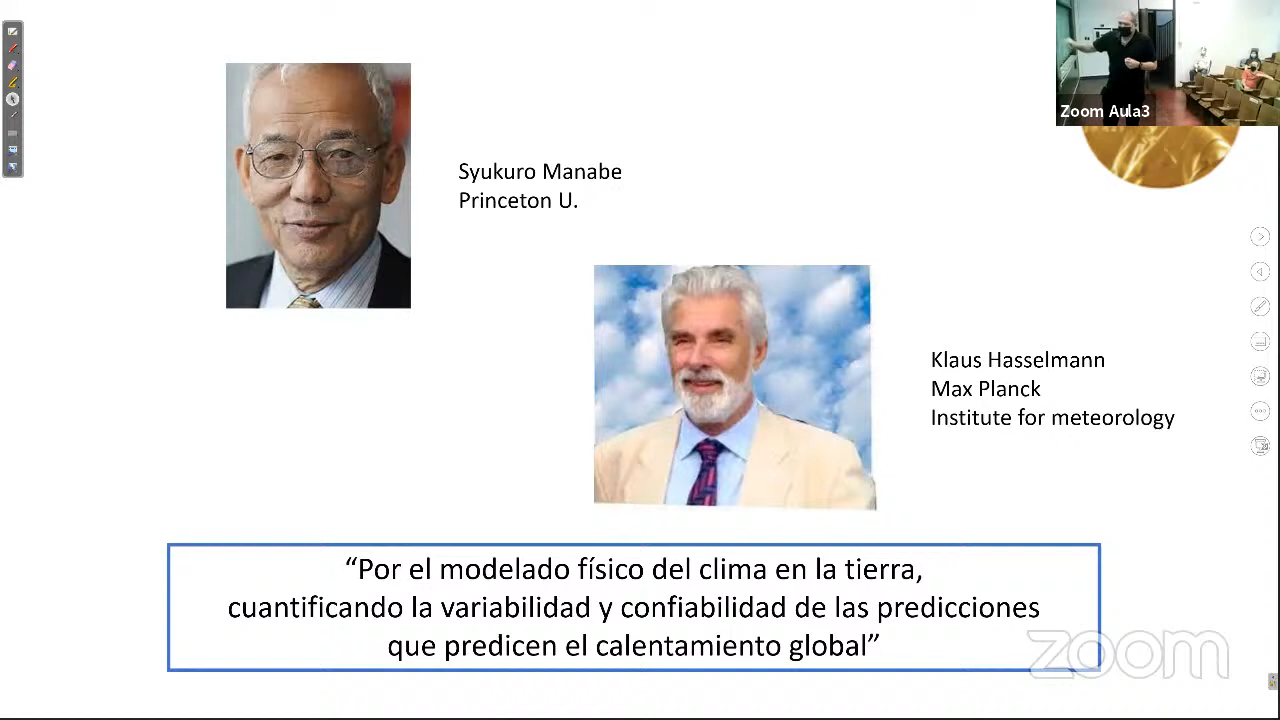 Zoom Aula3
Syukuro Manabe
Princeton U.
Klaus Hasselmann
Max Planck
Institute for meteorology
“Por el modelado físico del clima en la tierra,
cuantificando la variabilidad y confiabilidad de las predicciones
que predicen el calentamiento global”
zoom